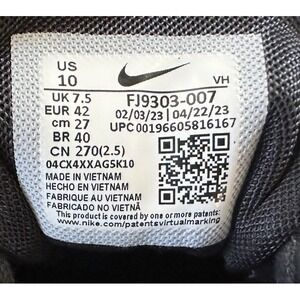 US
10
VH
UK 7.5
FJ9303-007
EUR 42
02/03/23 04/22/23
cm 27
UPC 00196605816167
BR 40
CN 270(2.5)
04CX4XXAG5K10
MADE IN VIETNAM
HECHO EN VIETNAM
FABRIQUE AU VIETNAM
FABRICADO NO VIETNÃ
This product may be covered by one or more patents:
www.nike.com/patentsvirtualmarking